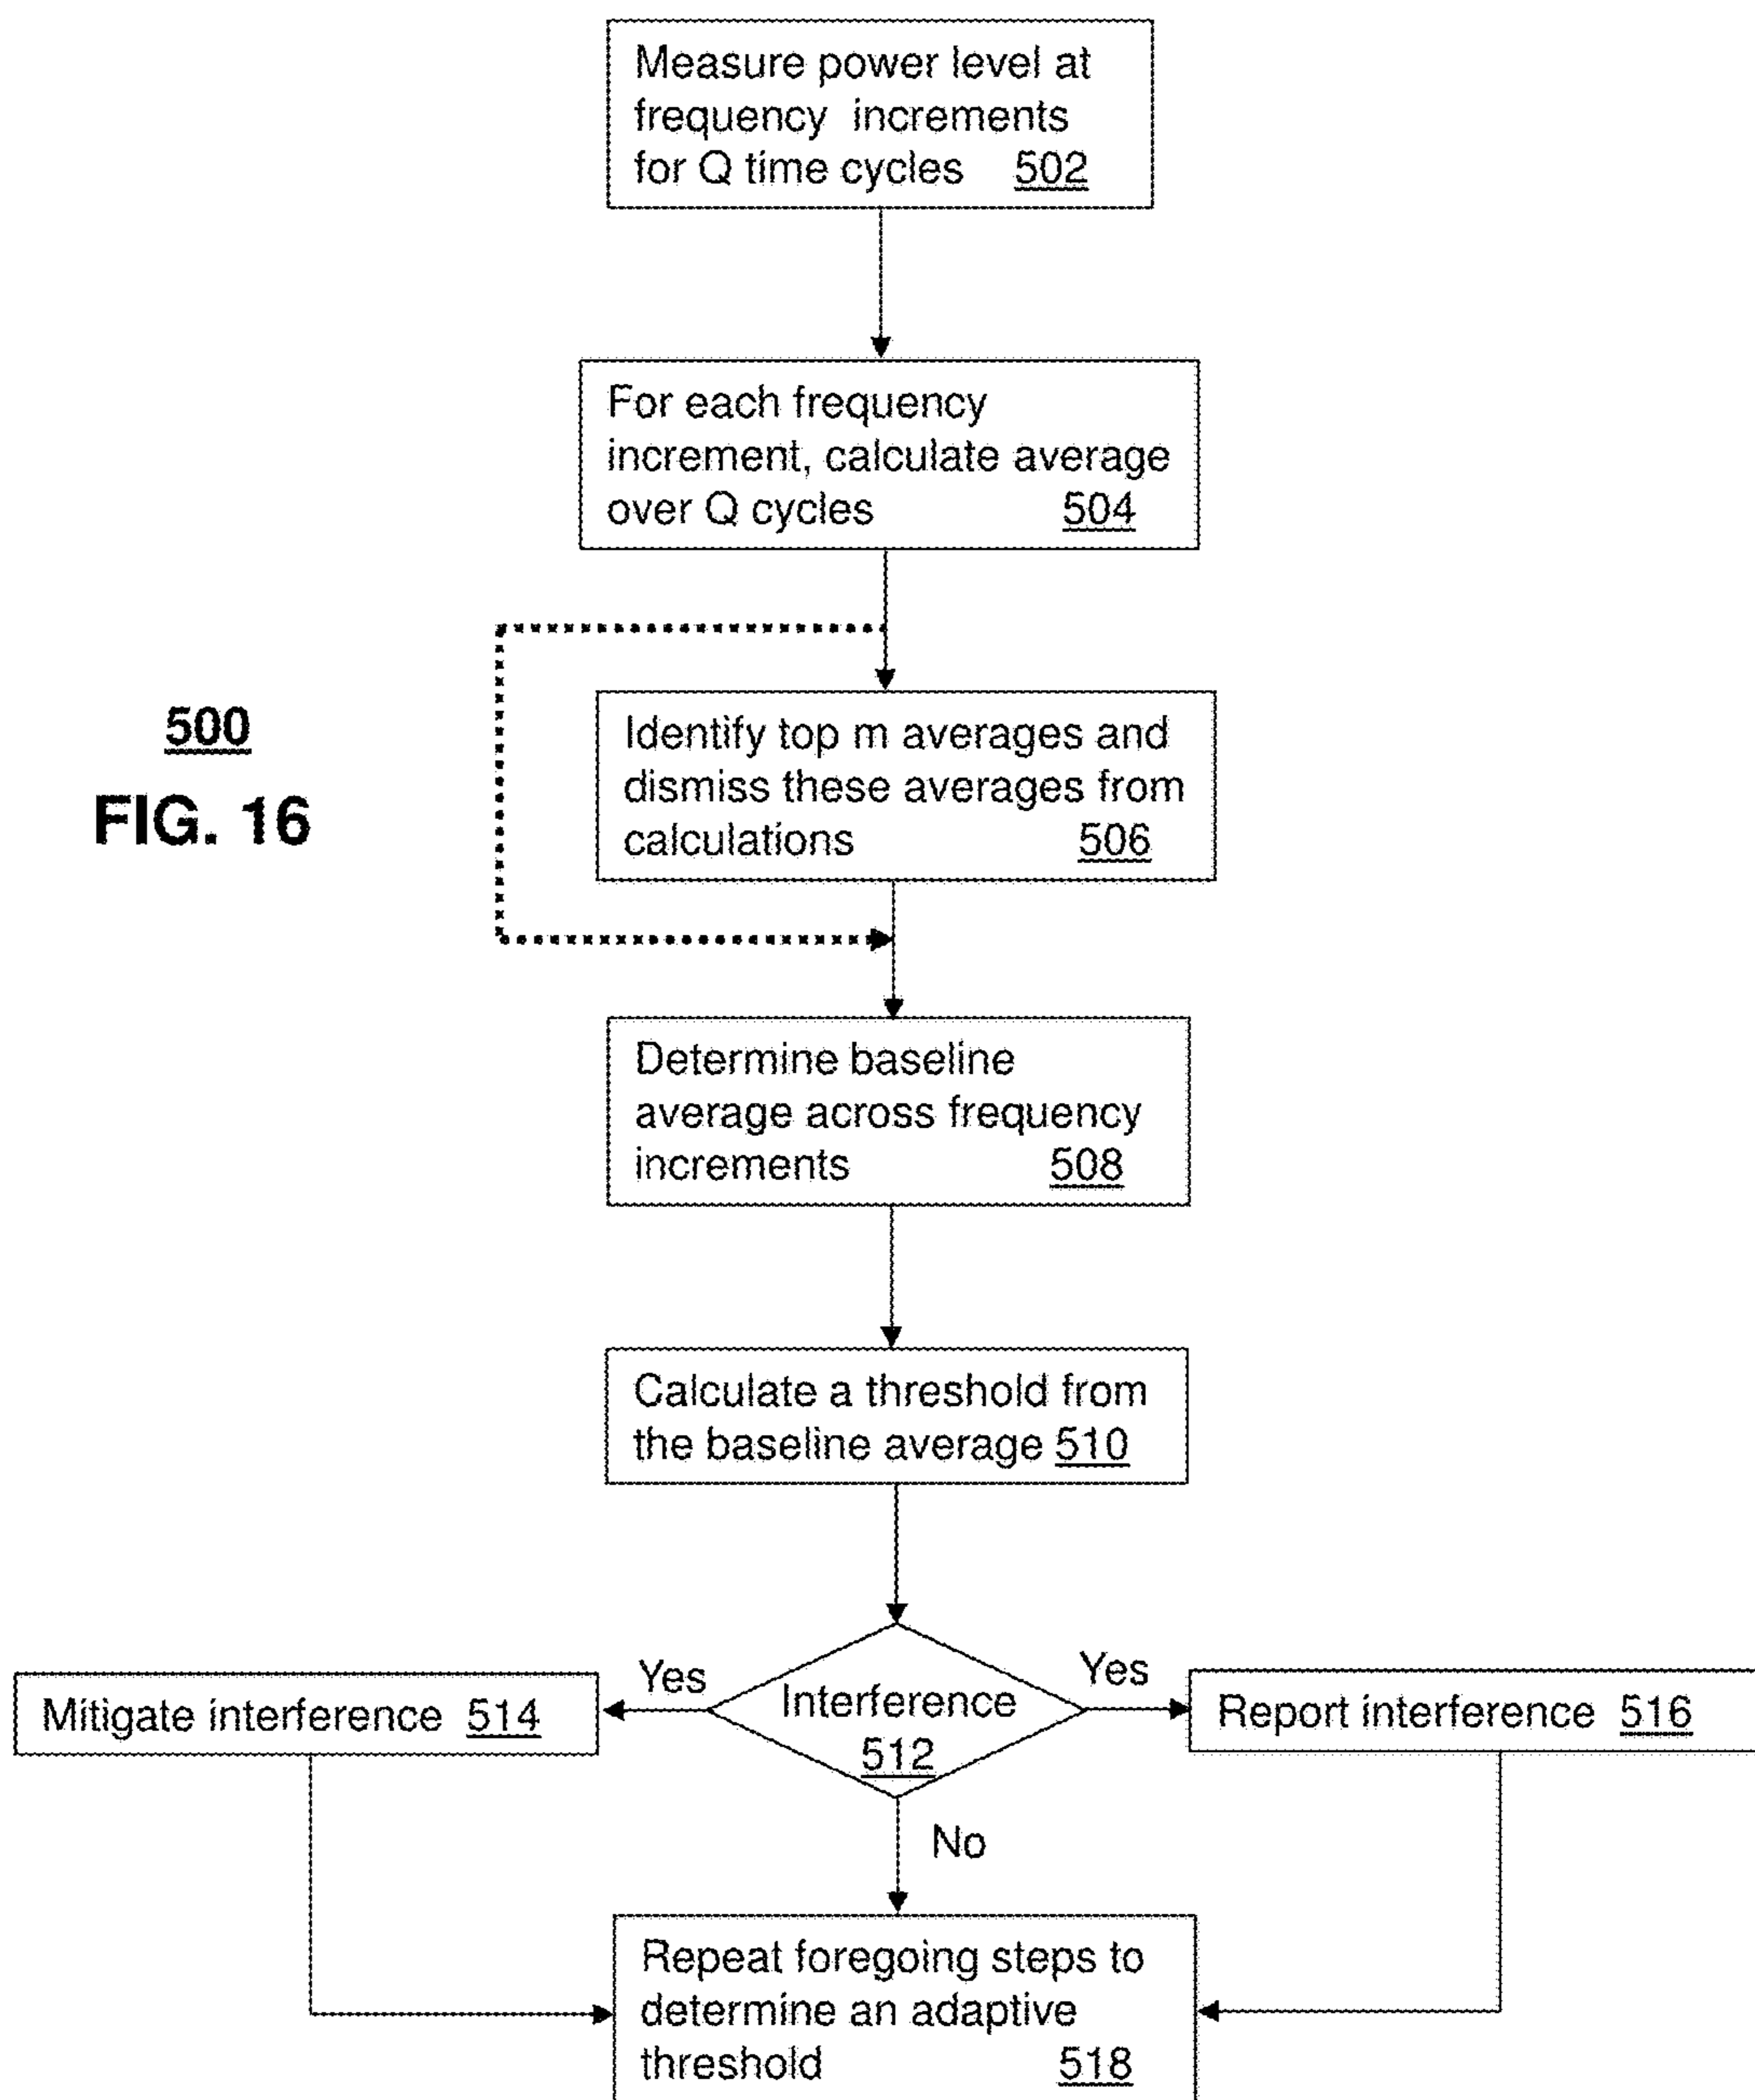 Measure power level at
frequency increments
for Q time cycles 502
For each frequency
increment, calculate average
over Q cycles 504
500
FIG. 16
Identify top m averages and
dismiss these averages from
calculations 506
Determine baseline
average across frequency
increments 508
Calculate a threshold from
the baseline average 510
Yes
Yes
Mitigate interference 514
Interference
512
Report interference 516
No
Repeat foregoing steps to
determine an adaptive
threshold 518